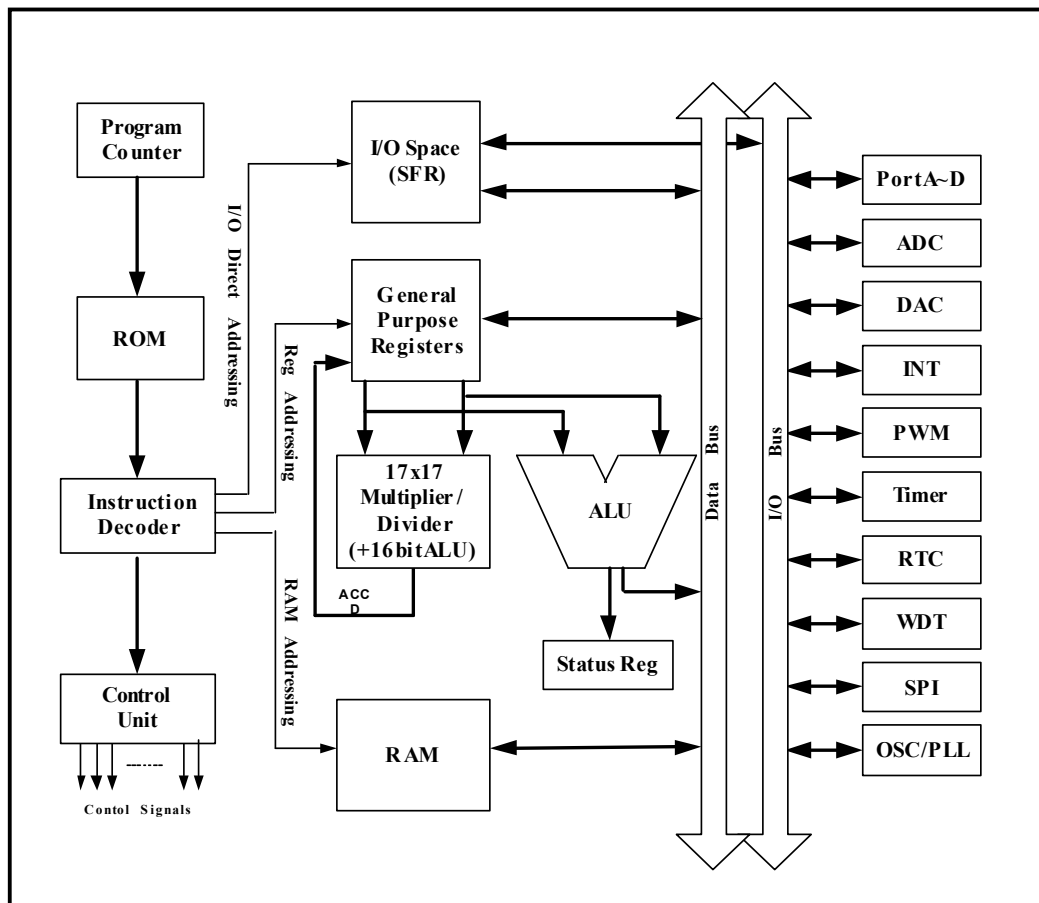 Program
Counter
ROM
Instruction
Decoder
Control
Unit
-------
Contol Signals
I/O Direct Addressing
Reg Addressing
RAM Addressing
I/O Space
(SFR)
General
Purpose
Registers
17x17
Multiplier/
Divider
(+16bitALU)
ACC
D
ALU
Status Reg
RAM
Data Bus
I/O Bus
PortA~D
ADC
DAC
INT
PWM
Timer
RTC
WDT
SPI
OSC/PLL